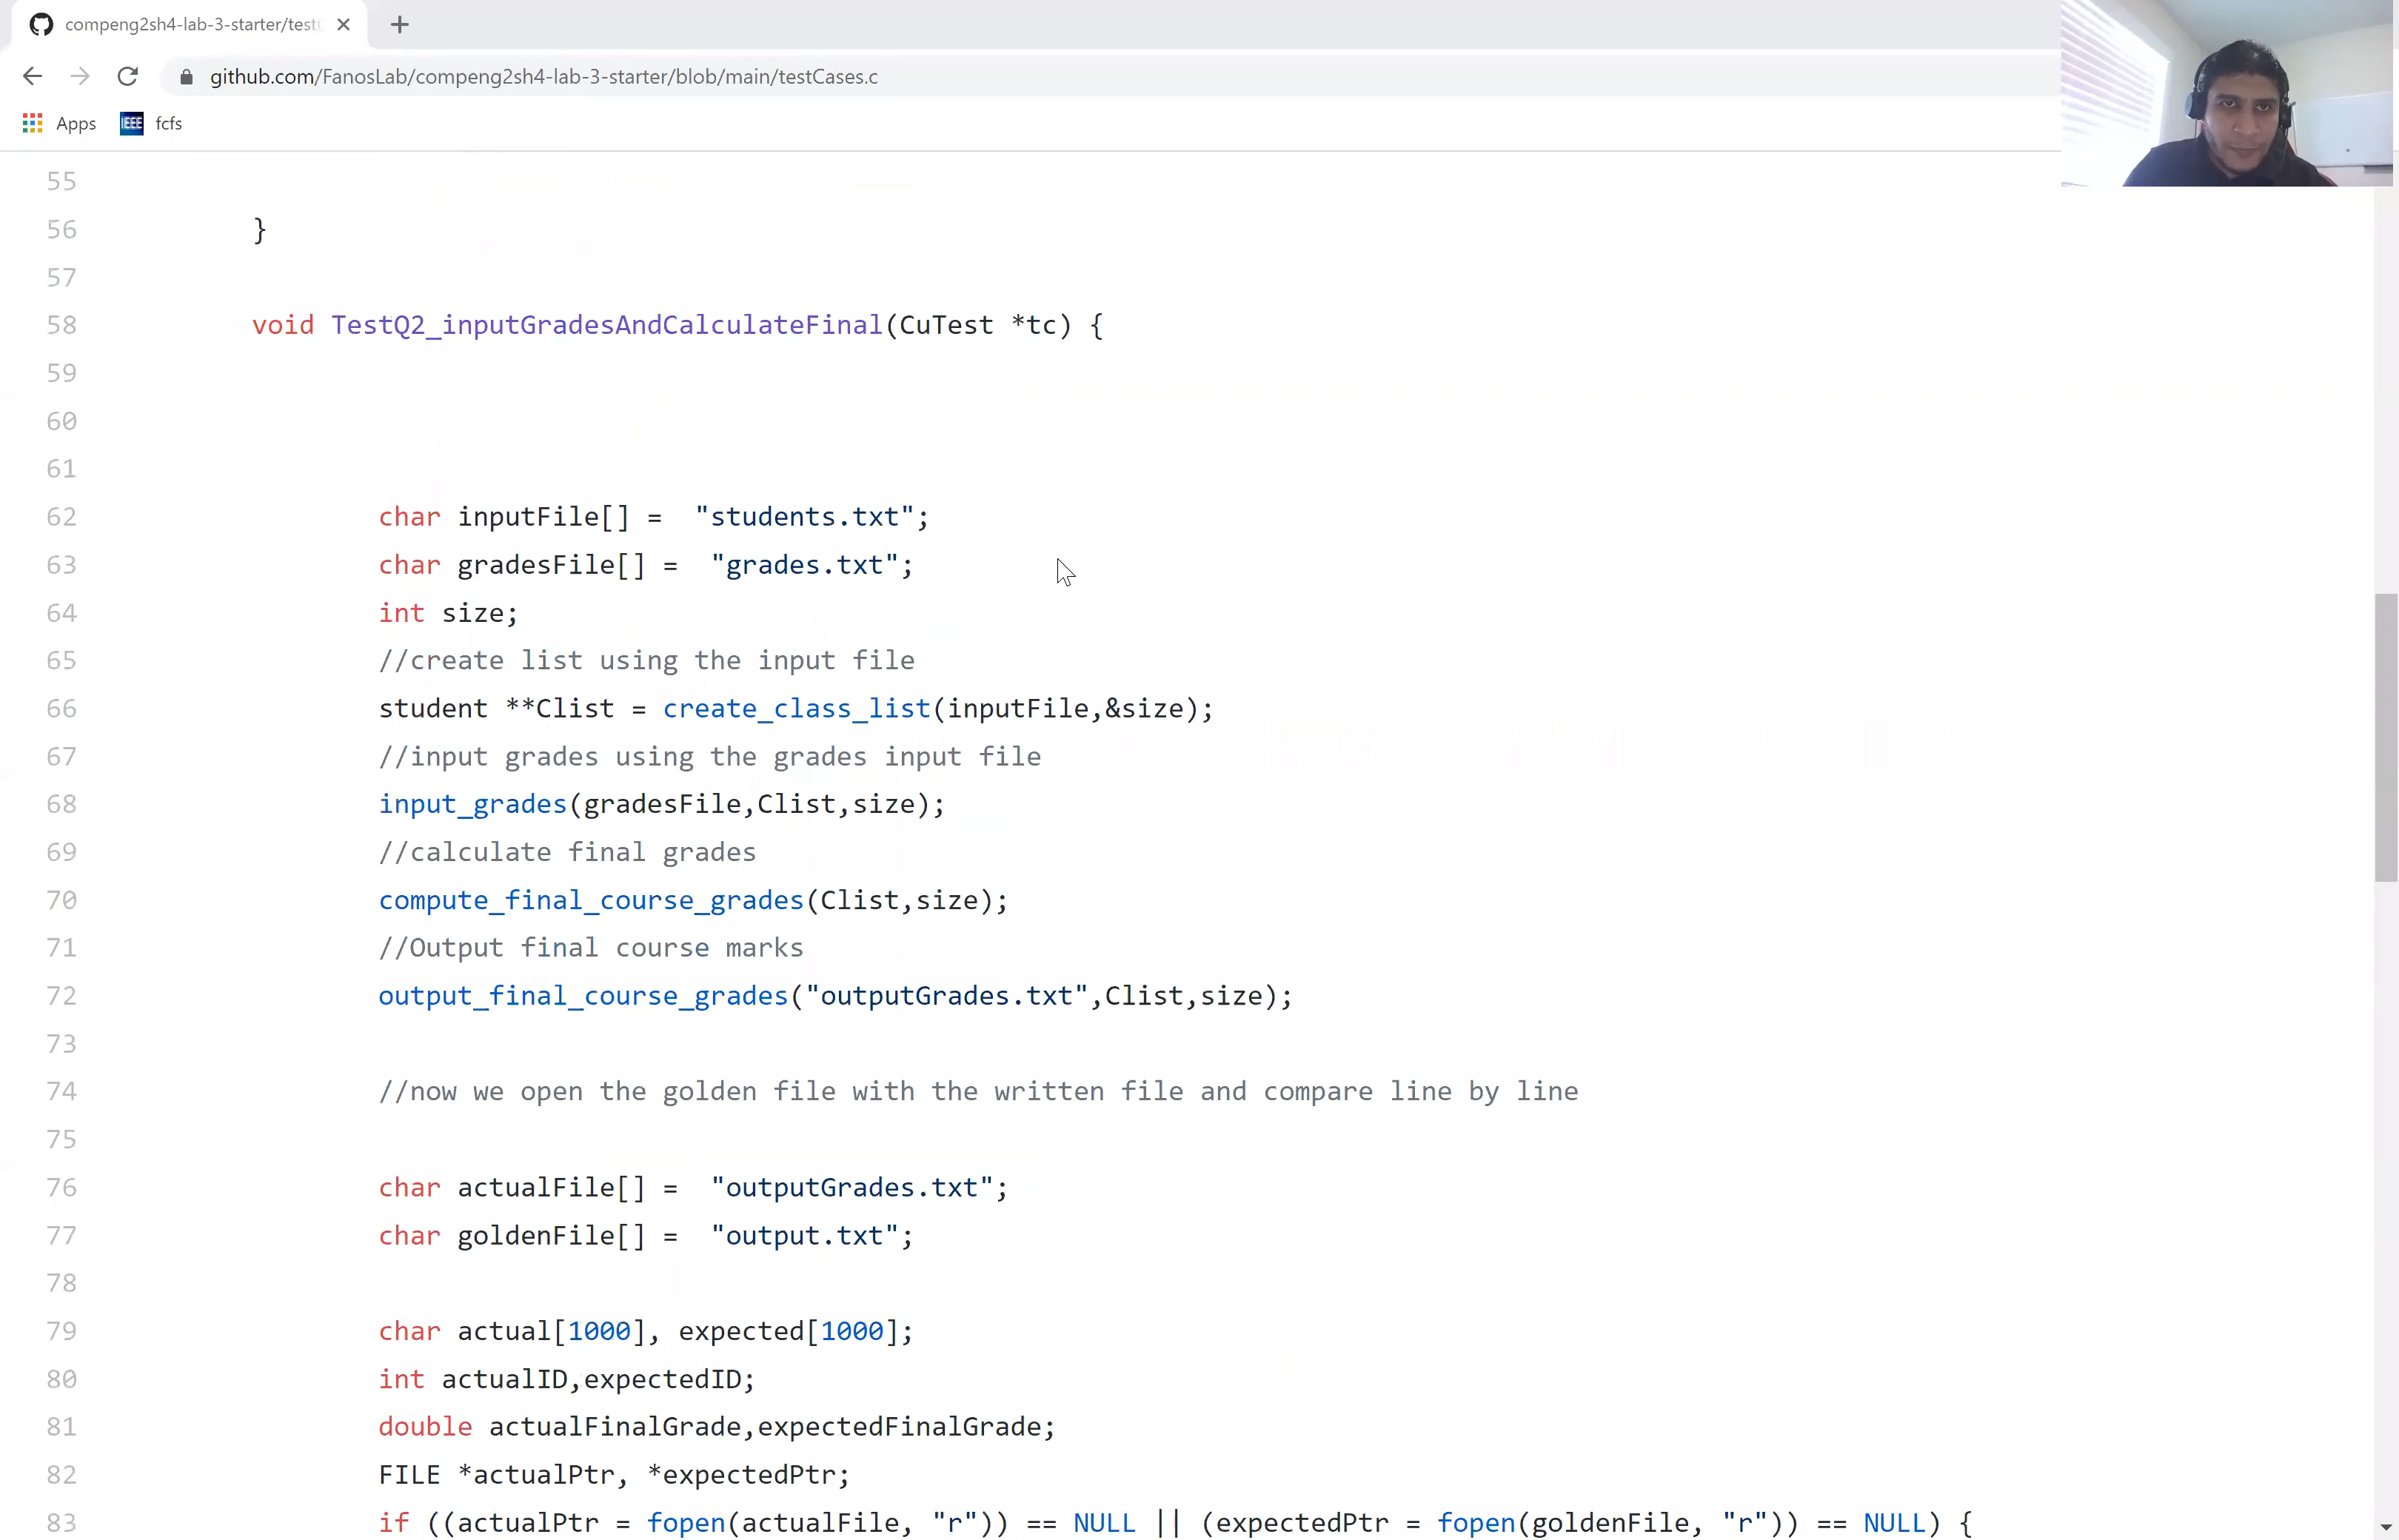 compeng2sh4-lab-3-starter/test
github.com/FanosLab/compeng2sh4-lab-3-starter/blob/main/testCases.c
Apps IEEE fcfs
55
56 }
57
58 void TestQ2_inputGradesAndCalculateFinal(CuTest *tc) {
59
60
61
62 char inputFile[] =  "students.txt";
63 char gradesFile[] =  "grades.txt";
64 int size;
65 //create list using the input file
66 student **Clist = create_class_list(inputFile,&size);
67 //input grades using the grades input file
68 input_grades(gradesFile,Clist,size);
69 //calculate final grades
70 compute_final_course_grades(Clist,size);
71 //Output final course marks
72 output_final_course_grades("outputGrades.txt",Clist,size);
73
74 //now we open the golden file with the written file and compare line by line
75
76 char actualFile[] =  "outputGrades.txt";
77 char goldenFile[] =  "output.txt";
78
79 char actual[1000], expected[1000];
80 int actualID,expectedID;
81 double actualFinalGrade,expectedFinalGrade;
82 FILE *actualPtr, *expectedPtr;
83 if ((actualPtr = fopen(actualFile, "r")) == NULL || (expectedPtr = fopen(goldenFile, "r")) == NULL) {